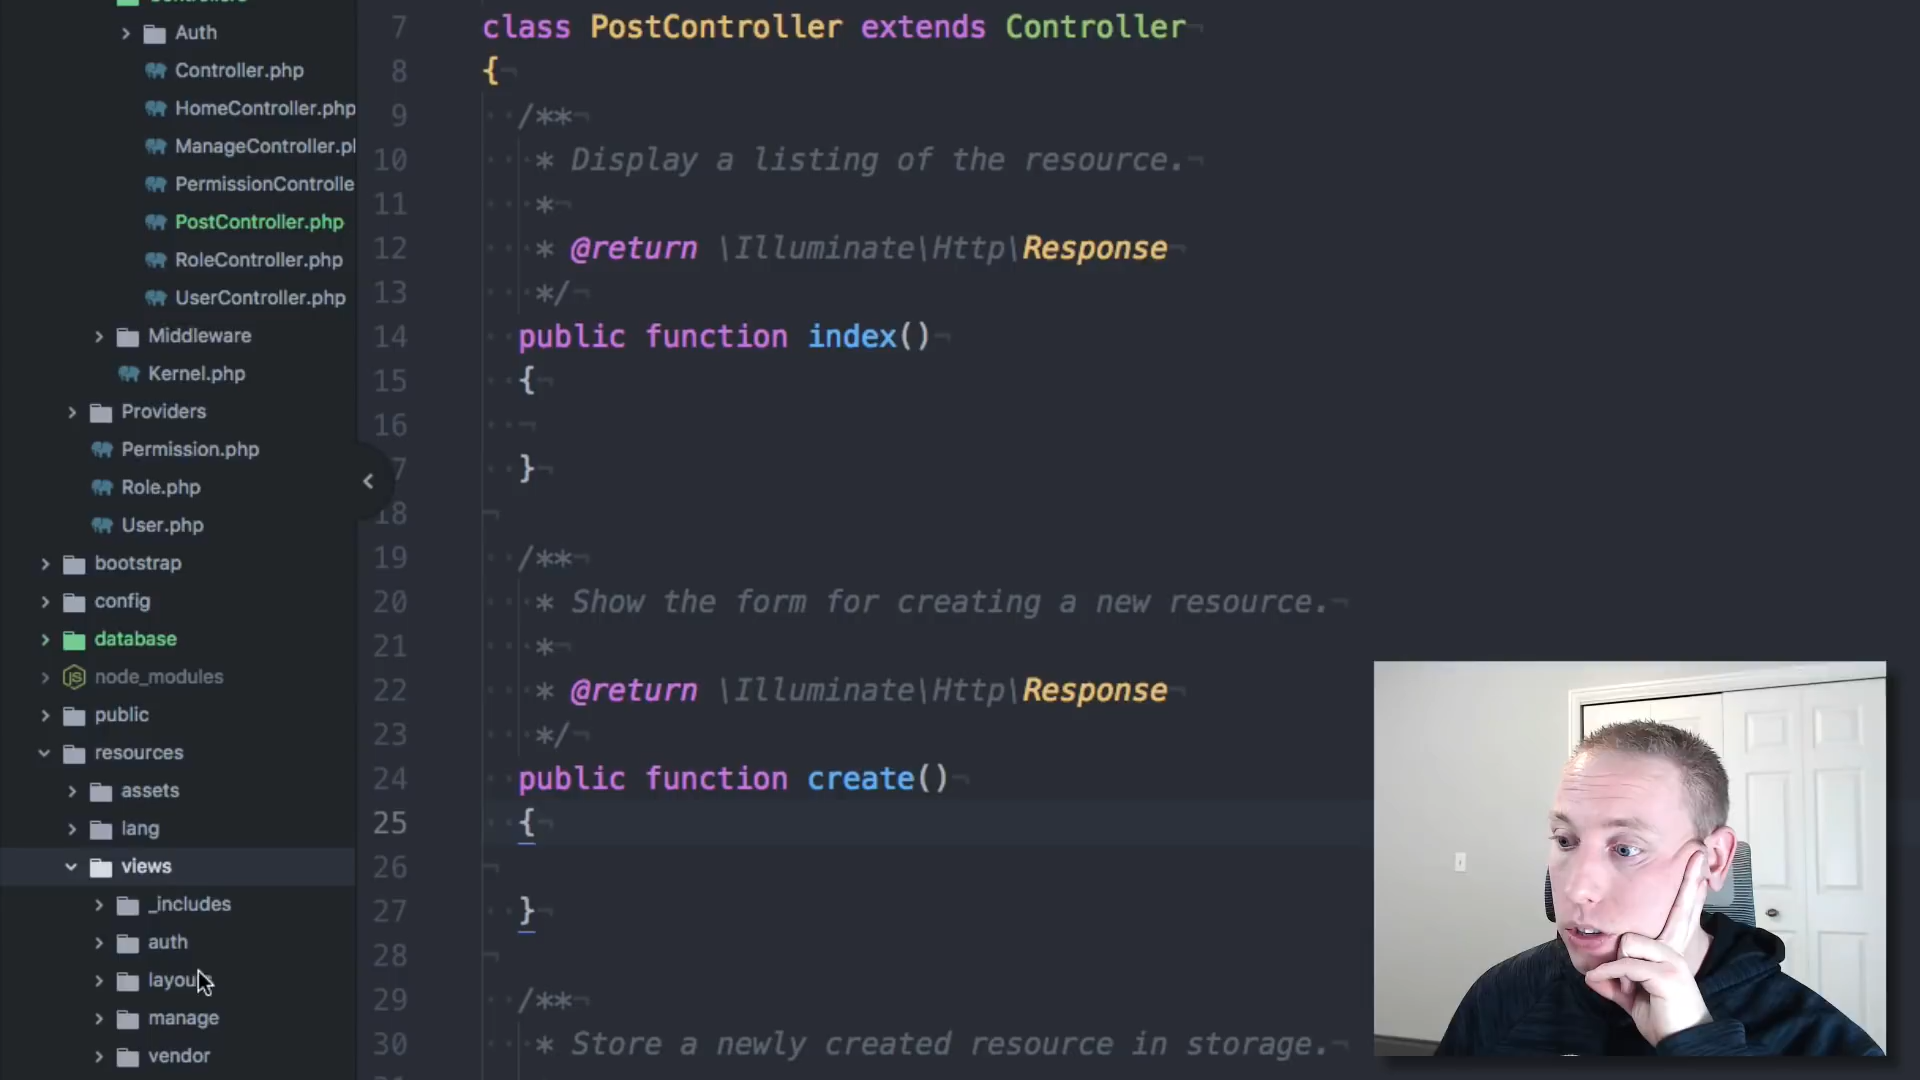 Auth
Controller.php
HomeController.php
ManageController.pl
PermissionControlle
PostController.php
RoleController.php
UserController.php
Middleware
Kernel.php
Providers
Permission.php
Role.php
User.php
bootstrap
config
database
node_modules
public
resources
assets
lang
views
_includes
auth
layou
manage
vendor
7 class PostController extends Controller
8 {
9 /**
10 * Display a listing of the resource.
11 *
12 * @return \Illuminate\Http\Response
13 */
14 public function index()
15 {
16
7 }
18
19 /**
20 * Show the form for creating a new resource.
21 *
22 * @return \Illuminate\Http\Response
23 */
24 public function create()
25 {
26
27 }
28
29 /**
30 * Store a newly created resource in storage.